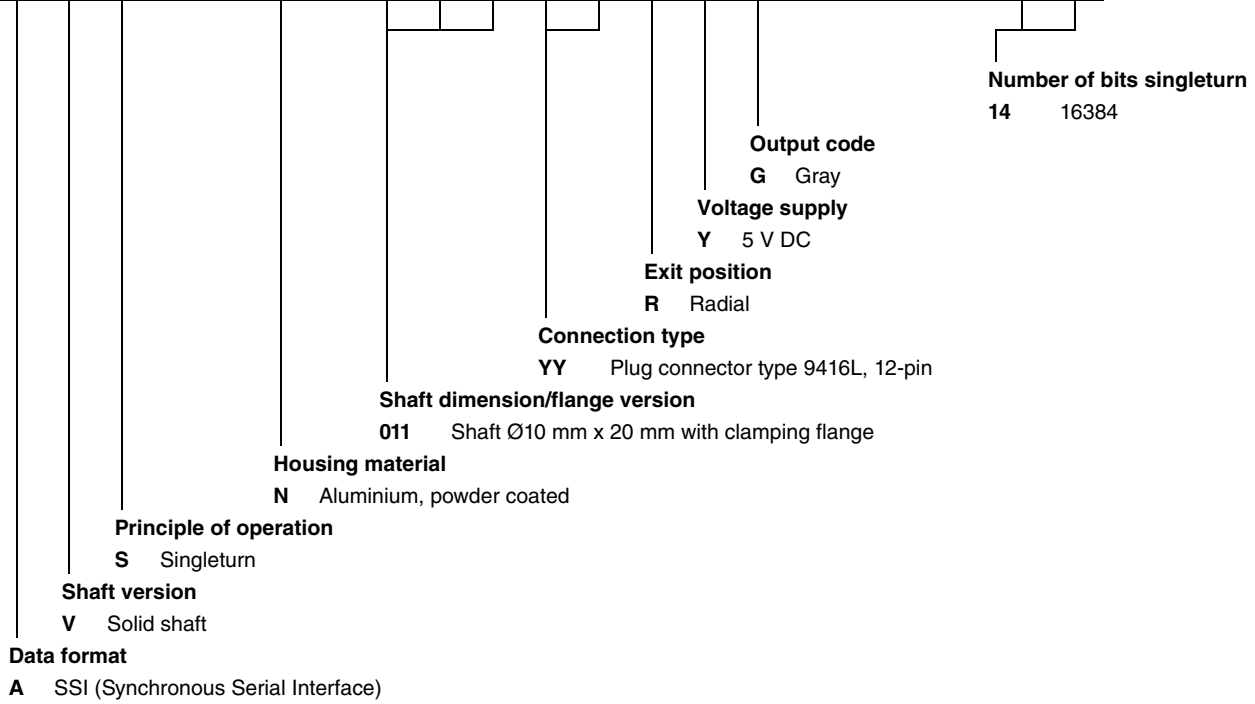 Number of bits singleturn
14 16384
Output code
G Gray
Voltage supply
Y 5 V DC
Exit position
R Radial
Connection type
YY Plug connector type 9416L, 12-pin
Shaft dimension/flange version
011 Shaft Ø10 mm x 20 mm with clamping flange
Housing material
N Aluminium, powder coated
Principle of operation
S Singleturn
Shaft version
V Solid shaft
Data format
A SSI (Synchronous Serial Interface)